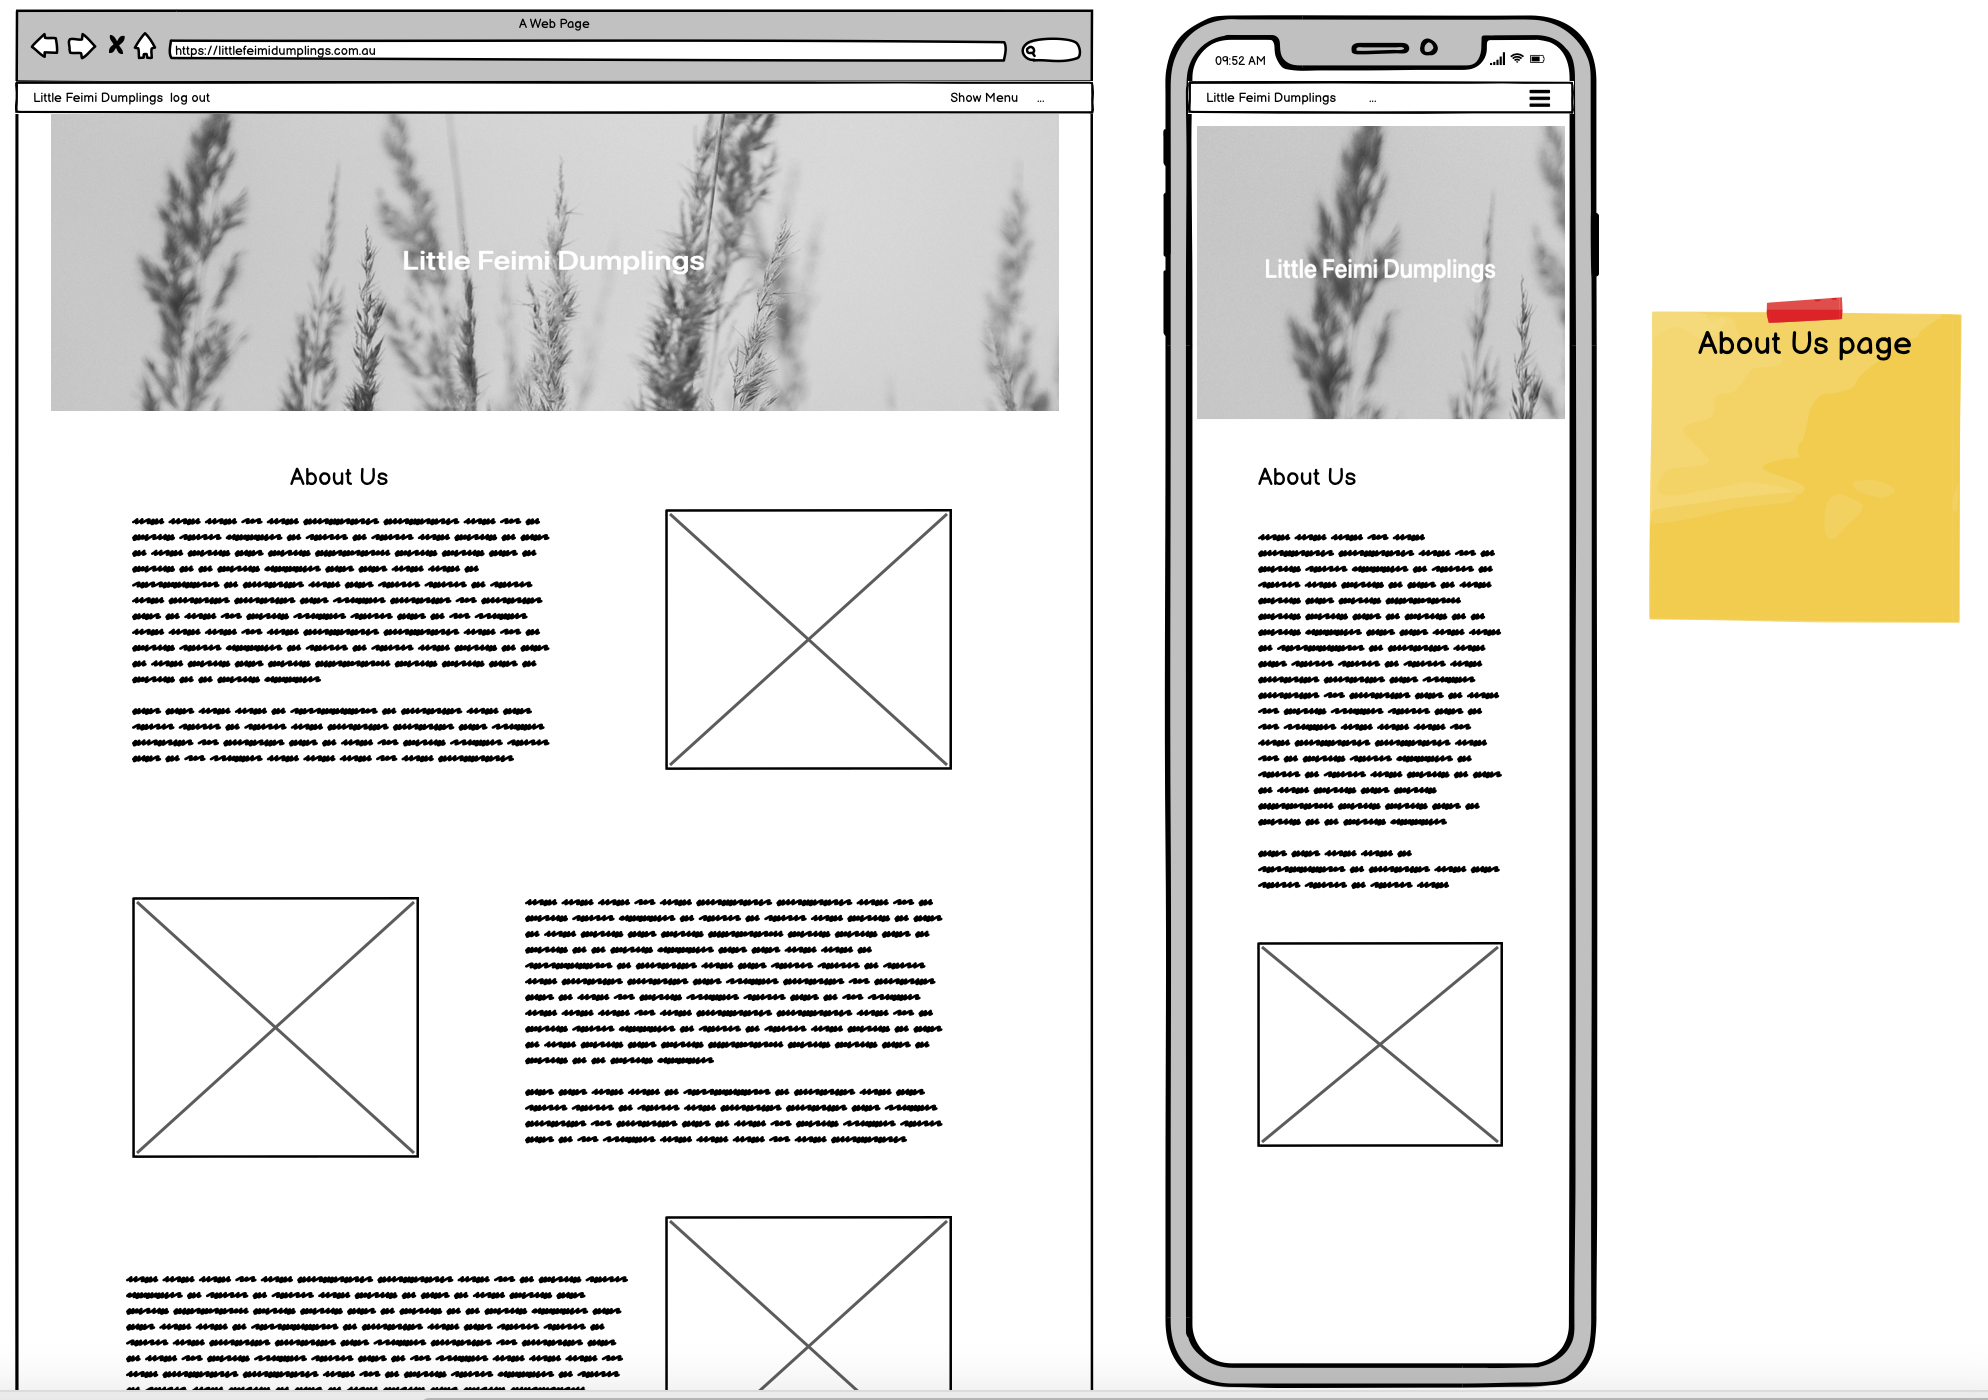 A Web Page
https://littlefeimidumplings.com.au
Little Feimi Dumplings log out
Show Menu ...
Little Feimi Dumplings
About Us
09:52 AM
Little Feimi Dumplings ...
Little Feimi Dumplings
About Us
About Us page